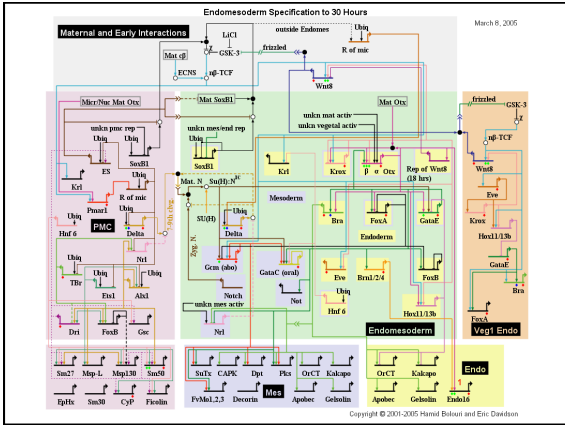 Endomesoderm Specification to 30 Hours
March 8, 2005
Maternal and Early Interactions
LiCl
GSK-3
χ
frizzled
outside Endomes
Ubiq
R of mic
Mat cβ
ECNS
nβ-TCF
Wnt8
Micr/Nuc Mat Otx
Mat SoxB1
Mat Otx
unkn pmc rep
Ubiq
ES
SoxB1
unkn mes/end rep
Ubiq
SoxB1
unkn mat activ
unkn vegetal activ
Krl
Krox
β α Otx
Rep of Wnt8
(18 hrs)
frizzled
GSK-3
χ
nβ-TCF
Wnt8
Eve
Krox
Hox11/13b
GataE
Bra
FoxA
Veg1 Endo
Krl
Pmar1
Ubiq
R of mic
PMC
Ubiq
Hnf 6
Ubiq
Delta
Nrl
Ubiq
TBr
Ubiq
Ets1
Ubiq
Alx1
Dri
FoxB
Gsc
Mat. N
Su(H):N
SU(H)
Zyg. N.
Mesoderm
Ubiq
Delta
Gcm (abo)
GataC (oral)
Notch
Not
unkn mes activ
Nrl
Bra
FoxA
GataE
Endoderm
Eve
Brn1/2/4
FoxB
Ubiq
Hnf 6
Hox11/13b
Endomesoderm
Sm27
Msp-L
Msp130
Sm50
EpHx
Sm30
CyP
Ficolin
SuTx
CAPK
Dpt
Pks
OrCT
Kakapo
FvMo1,2,3
Decorin
Mes
Apobec
Gelsolin
OrCT
Kakapo
Endo
Apobec
Gelsolin
Endo16
Copyright © 2001-2005 Hamid Bolouri and Eric Davidson